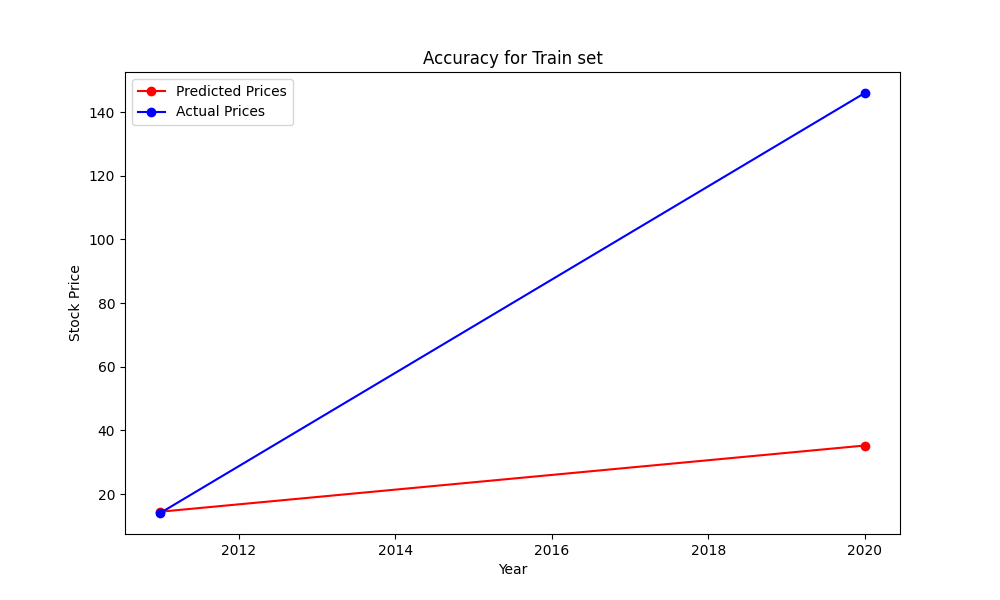 Accuracy for Train set
Predicted Prices
Actual Prices
140
120
100
80
60
40
20
Stock Price
2012 2014 2016 2018 2020
Year